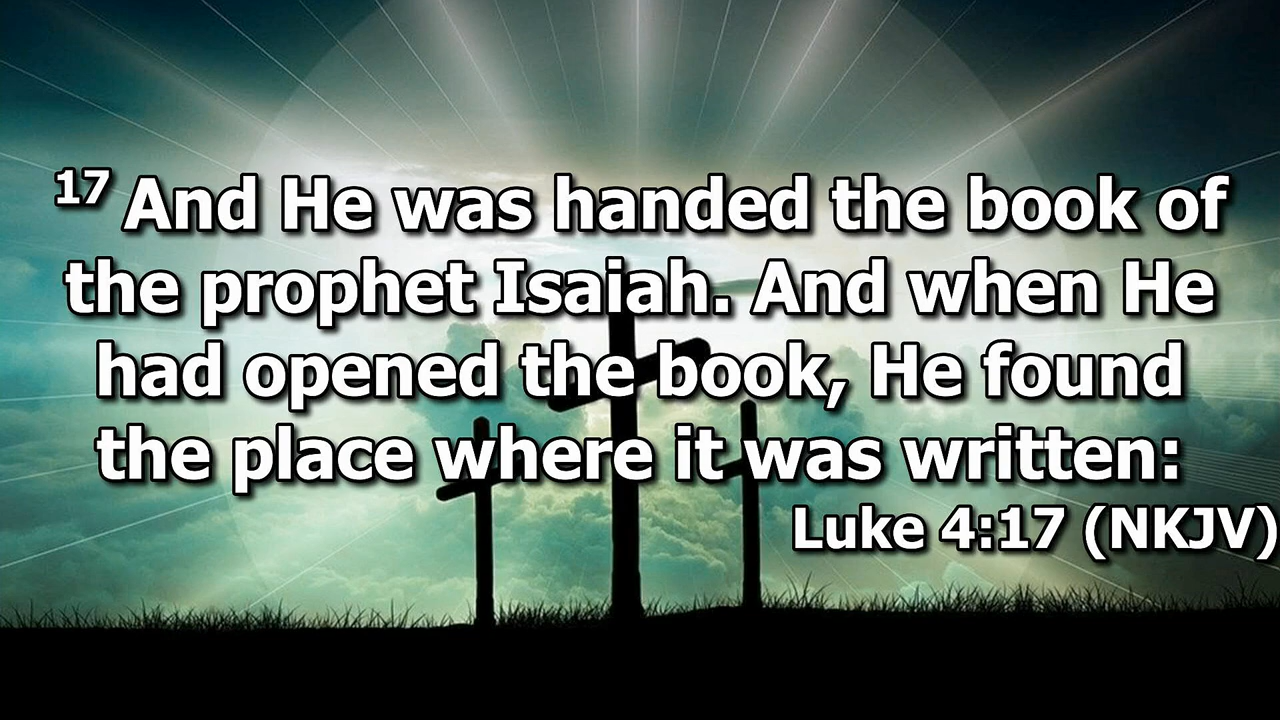 17 And He was handed the book of
the prophet Isaiah. And when He
had opened the book, He found
the place where it was written:
Luke 4:17 (NKJV)